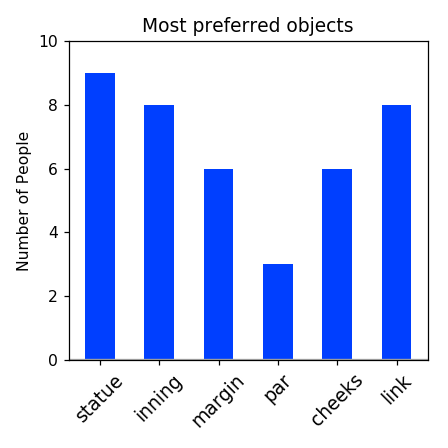 Most preferred objects
Number of People
10
8
6
4
2
0
statue
inning
margin
par
cheeks
link